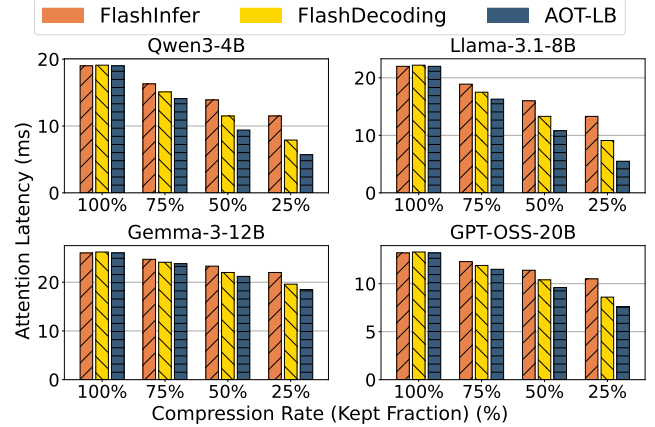 FlashInfer FlashDecoding AOT-LB
Qwen3-4B
20
10
0
100% 75% 50% 25%
Llama-3.1-8B
20
10
0
100% 75% 50% 25%
Gemma-3-12B
20
10
0
100% 75% 50% 25%
GPT-OSS-20B
10
5
0
100% 75% 50% 25%
Attention Latency (ms)
Compression Rate (Kept Fraction) (%)